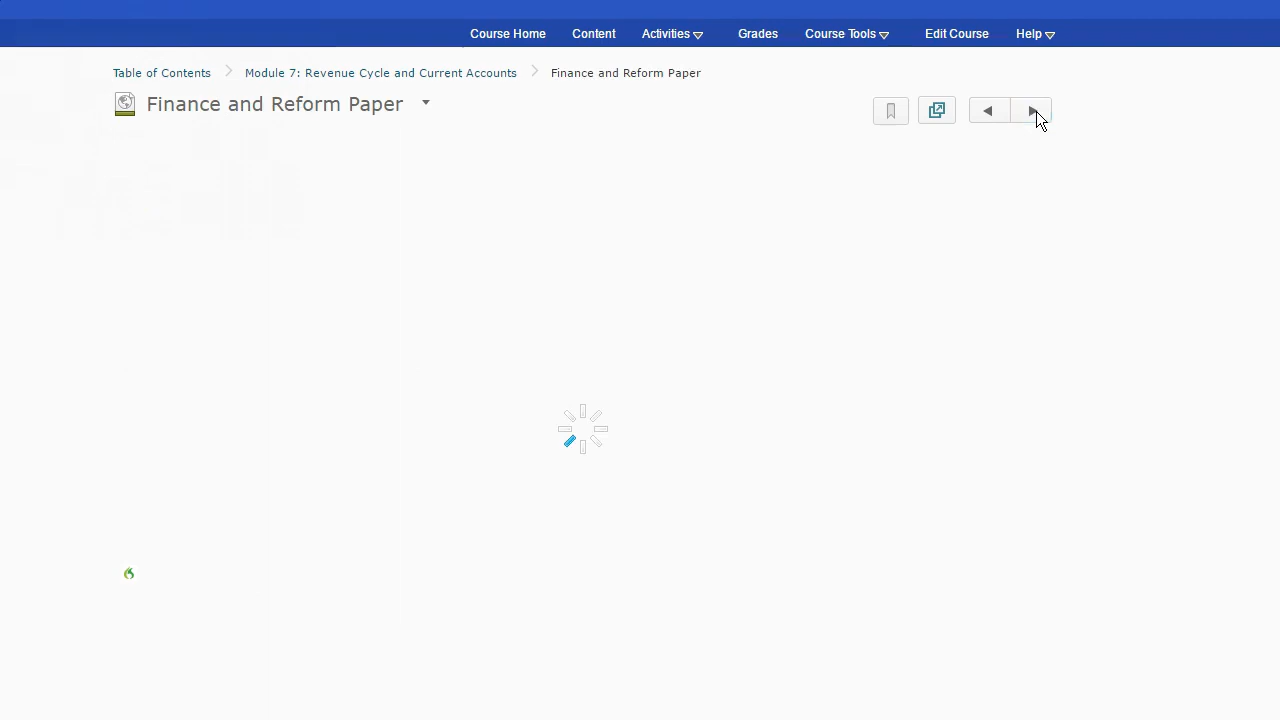 Course Home Content Activities Grades Course Tools Edit Course Help
Table of Contents Module 7: Revenue Cycle and Current Accounts Finance and Reform Paper
Finance and Reform Paper